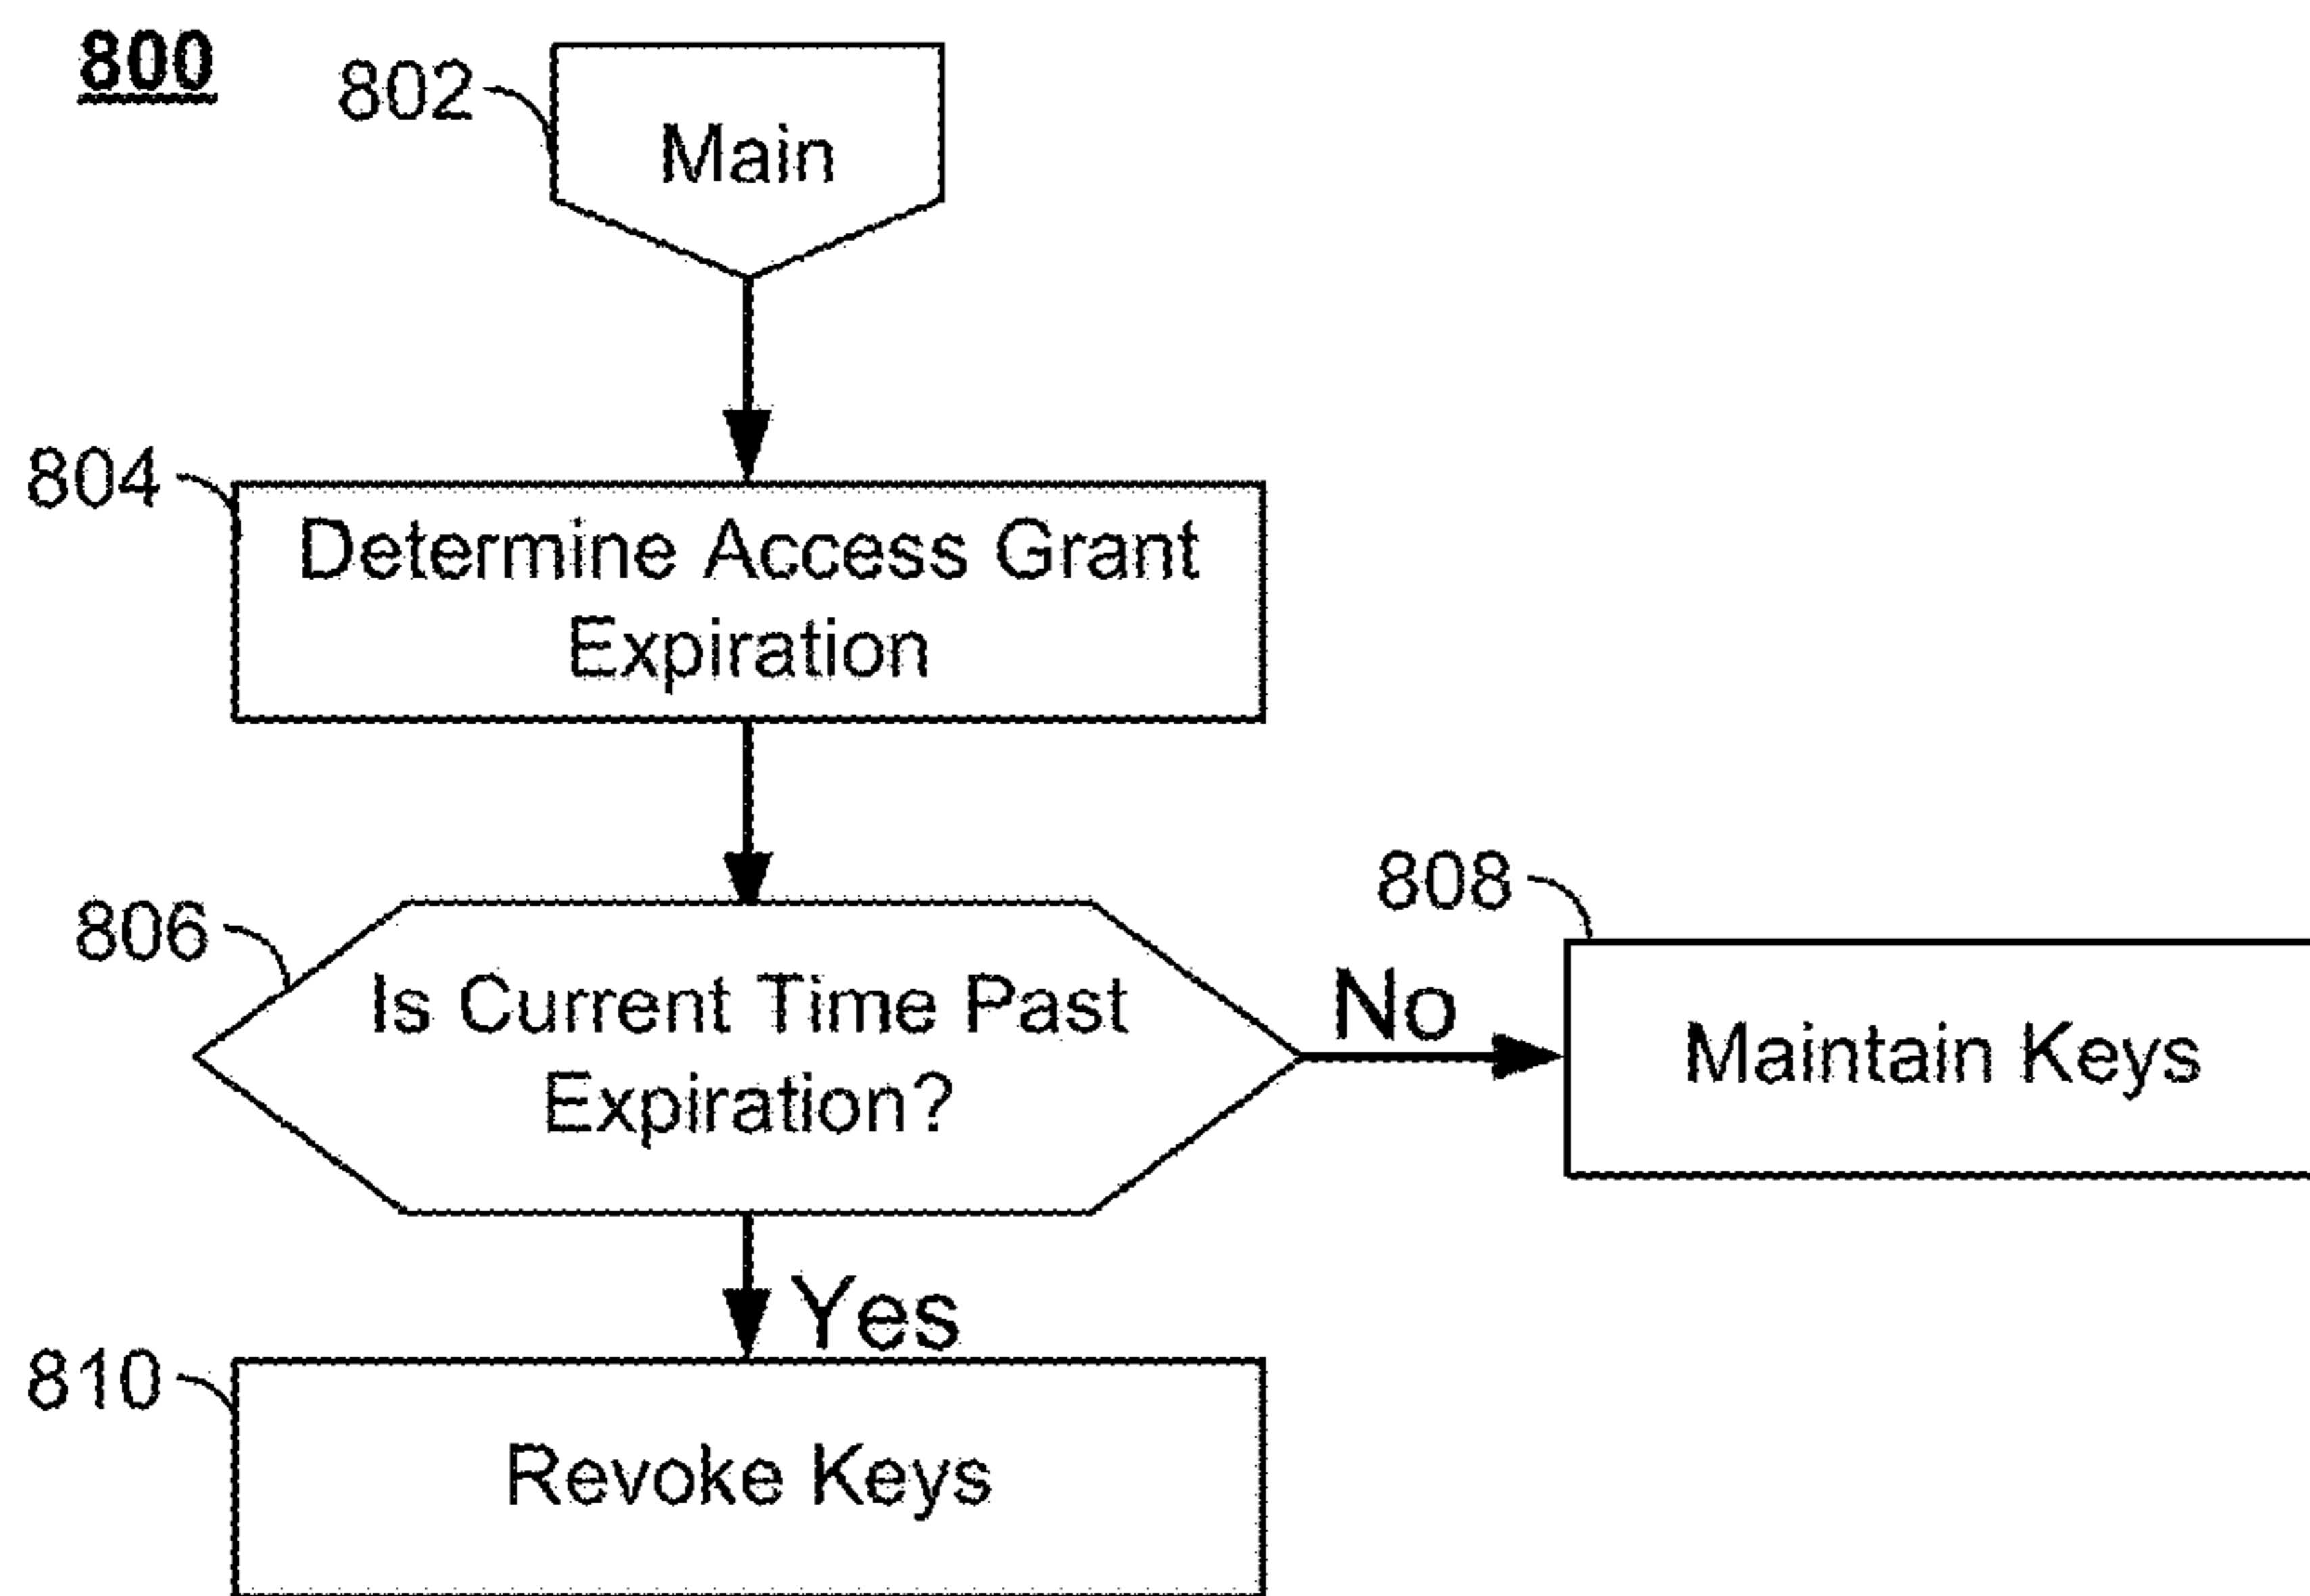 800
802
Main
804
Determine Access Grant
Expiration
806
Is Current Time Past
Expiration?
No
808
Maintain Keys
Yes
810
Revoke Keys